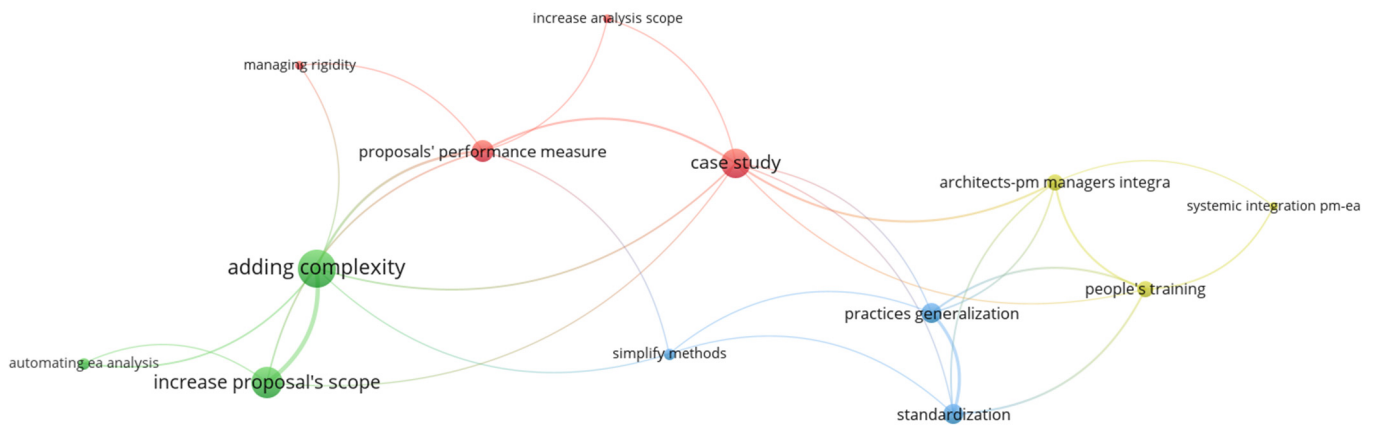 increase analysis scope
managing rigidity
proposals' performance measure
case study
architects-pm managers integra
systemic integration pm-ea
adding complexity
people's training
practices generalization
simplify methods
automating ea analysis
increase proposal's scope
standardization